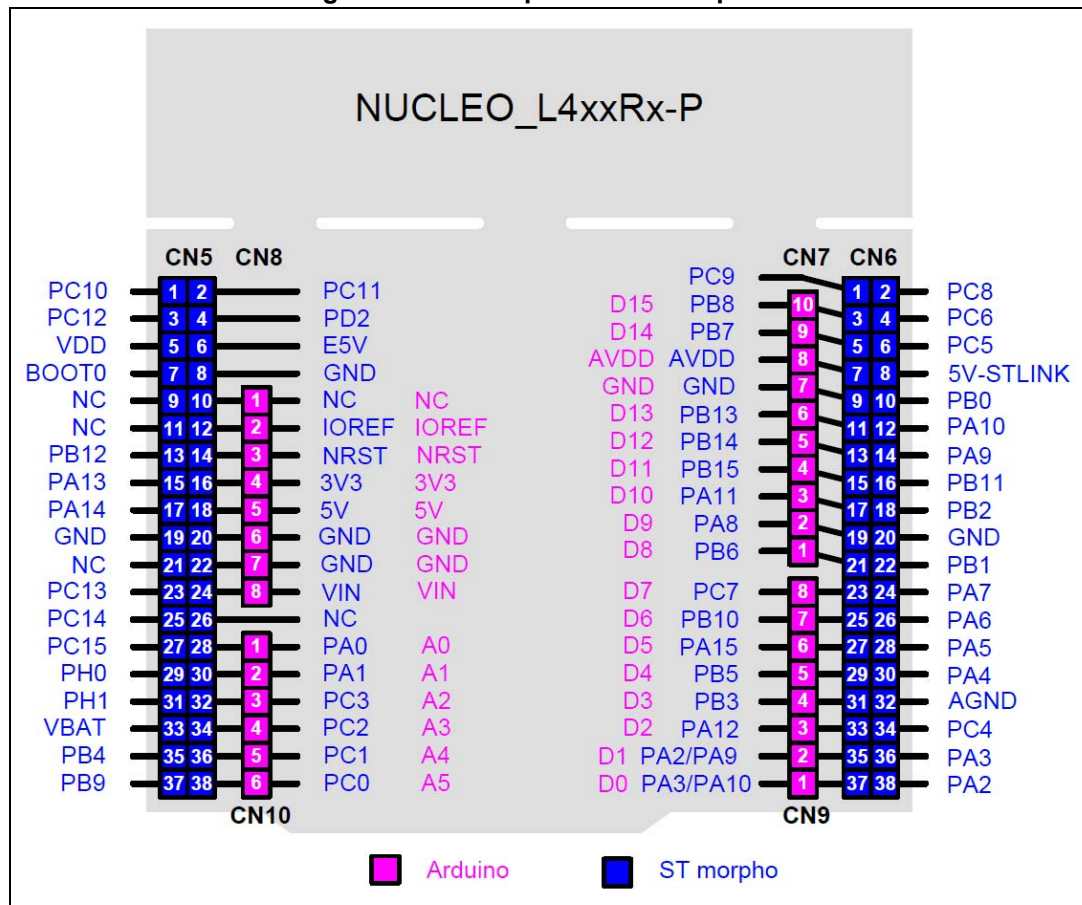 NUCLEO_L4xxRx-P
CN5 CN8 CN7 CN6
PC9
PC10 1 2 PC11 D15 PB8 10 1 2 PC8
PC12 3 4 PD2 D14 PB7 9 3 4 PC6
VDD 5 6 E5V AVDD AVDD 8 5 6 PC5
BOOT0 7 8 GND GND GND 7 7 8 5V-STLINK
NC 9 10 1 NC NC D13 PB13 6 9 10 PB0
NC 11 12 2 IOREF IOREF D12 PB14 5 11 12 PA10
PB12 13 14 3 NRST NRST D11 PB15 4 13 14 PA9
PA13 15 16 4 3V3 3V3 D10 PA11 3 15 16 PB11
PA14 17 18 5 5V 5V D9 PA8 2 17 18 PB2
GND 19 20 6 GND GND D8 PB6 1 19 20 GND
NC 21 22 7 GND GND 21 22 PB1
PC13 23 24 8 VIN VIN D7 PC7 8 23 24 PA7
PC14 25 26 NC D6 PB10 7 25 26 PA6
PC15 27 28 1 PA0 A0 D5 PA15 6 27 28 PA5
PH0 29 30 2 PA1 A1 D4 PB5 5 29 30 PA4
PH1 31 32 3 PC3 A2 D3 PB3 4 31 32 AGND
VBAT 33 34 4 PC2 A3 D2 PA12 3 33 34 PC4
PB4 35 36 5 PC1 A4 D1 PA2/PA9 2 35 36 PA3
PB9 37 38 6 PC0 A5 D0 PA3/PA10 1 37 38 PA2
CN10 CN9
Arduino ST morpho